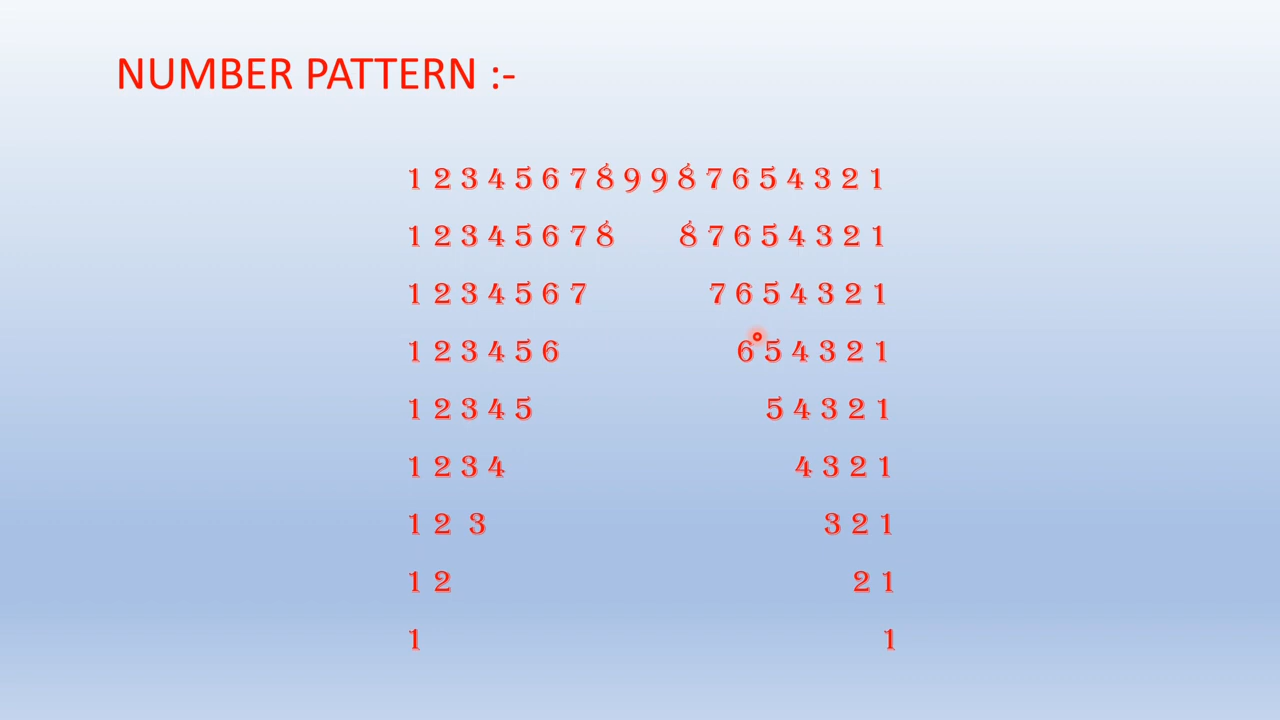 NUMBER PATTERN :-
1 2 3 4 5 6 7 8 9 9 8 7 6 5 4 3 2 1
1 2 3 4 5 6 7 8 8 7 6 5 4 3 2 1
1 2 3 4 5 6 7 7 6 5 4 3 2 1
1 2 3 4 5 6 6 5 4 3 2 1
1 2 3 4 5 5 4 3 2 1
1 2 3 4 4 3 2 1
1 2 3 3 2 1
1 2 2 1
1 1